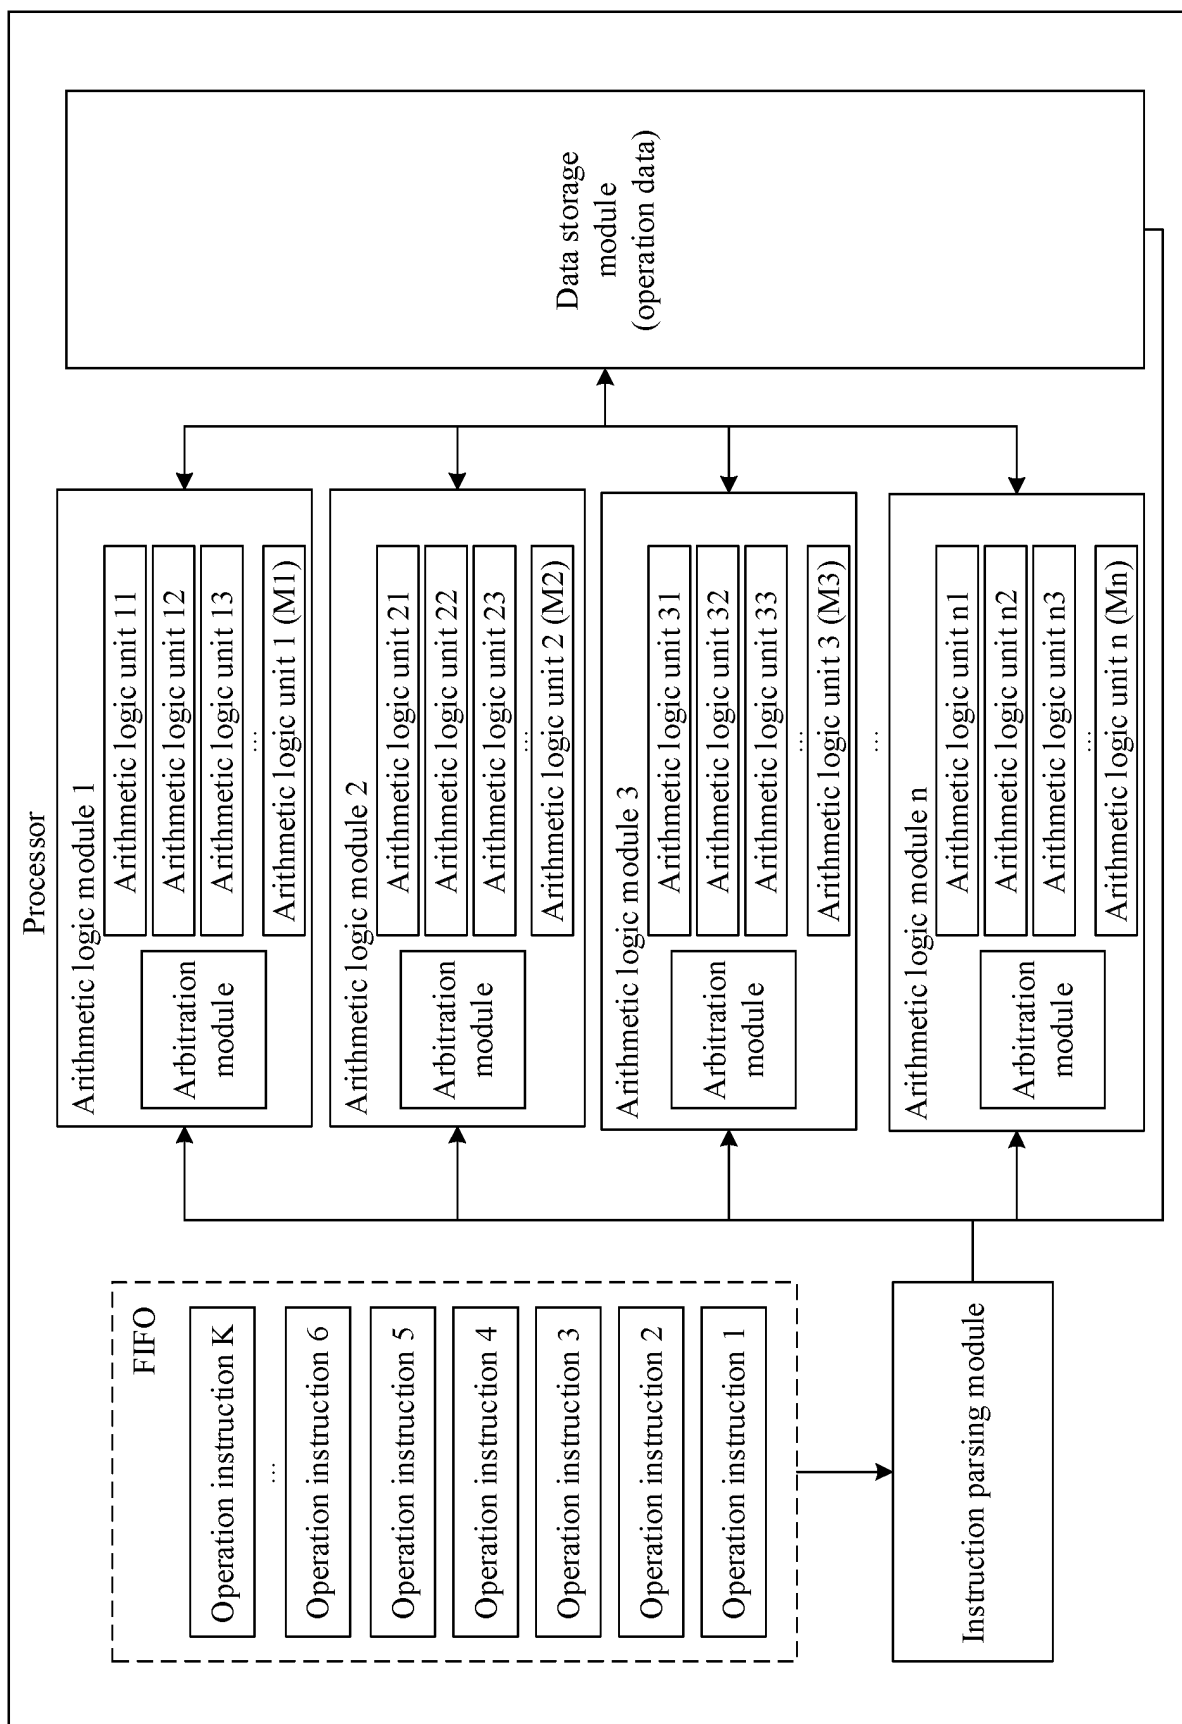 Processor
FIFO
Operation instruction K
...
Operation instruction 6
Operation instruction 5
Operation instruction 4
Operation instruction 3
Operation instruction 2
Operation instruction 1
Instruction parsing module
Arithmetic logic module 1
Arbitration
module
Arithmetic logic unit 11
Arithmetic logic unit 12
Arithmetic logic unit 13
...
Arithmetic logic unit 1 (M1)
Arithmetic logic module 2
Arbitration
module
Arithmetic logic unit 21
Arithmetic logic unit 22
Arithmetic logic unit 23
...
Arithmetic logic unit 2 (M2)
Arithmetic logic module 3
Arbitration
module
Arithmetic logic unit 31
Arithmetic logic unit 32
Arithmetic logic unit 33
...
Arithmetic logic unit 3 (M3)
...
Arithmetic logic module n
Arbitration
module
Arithmetic logic unit n1
Arithmetic logic unit n2
Arithmetic logic unit n3
...
Arithmetic logic unit n (Mn)
Data storage
module
(operation data)